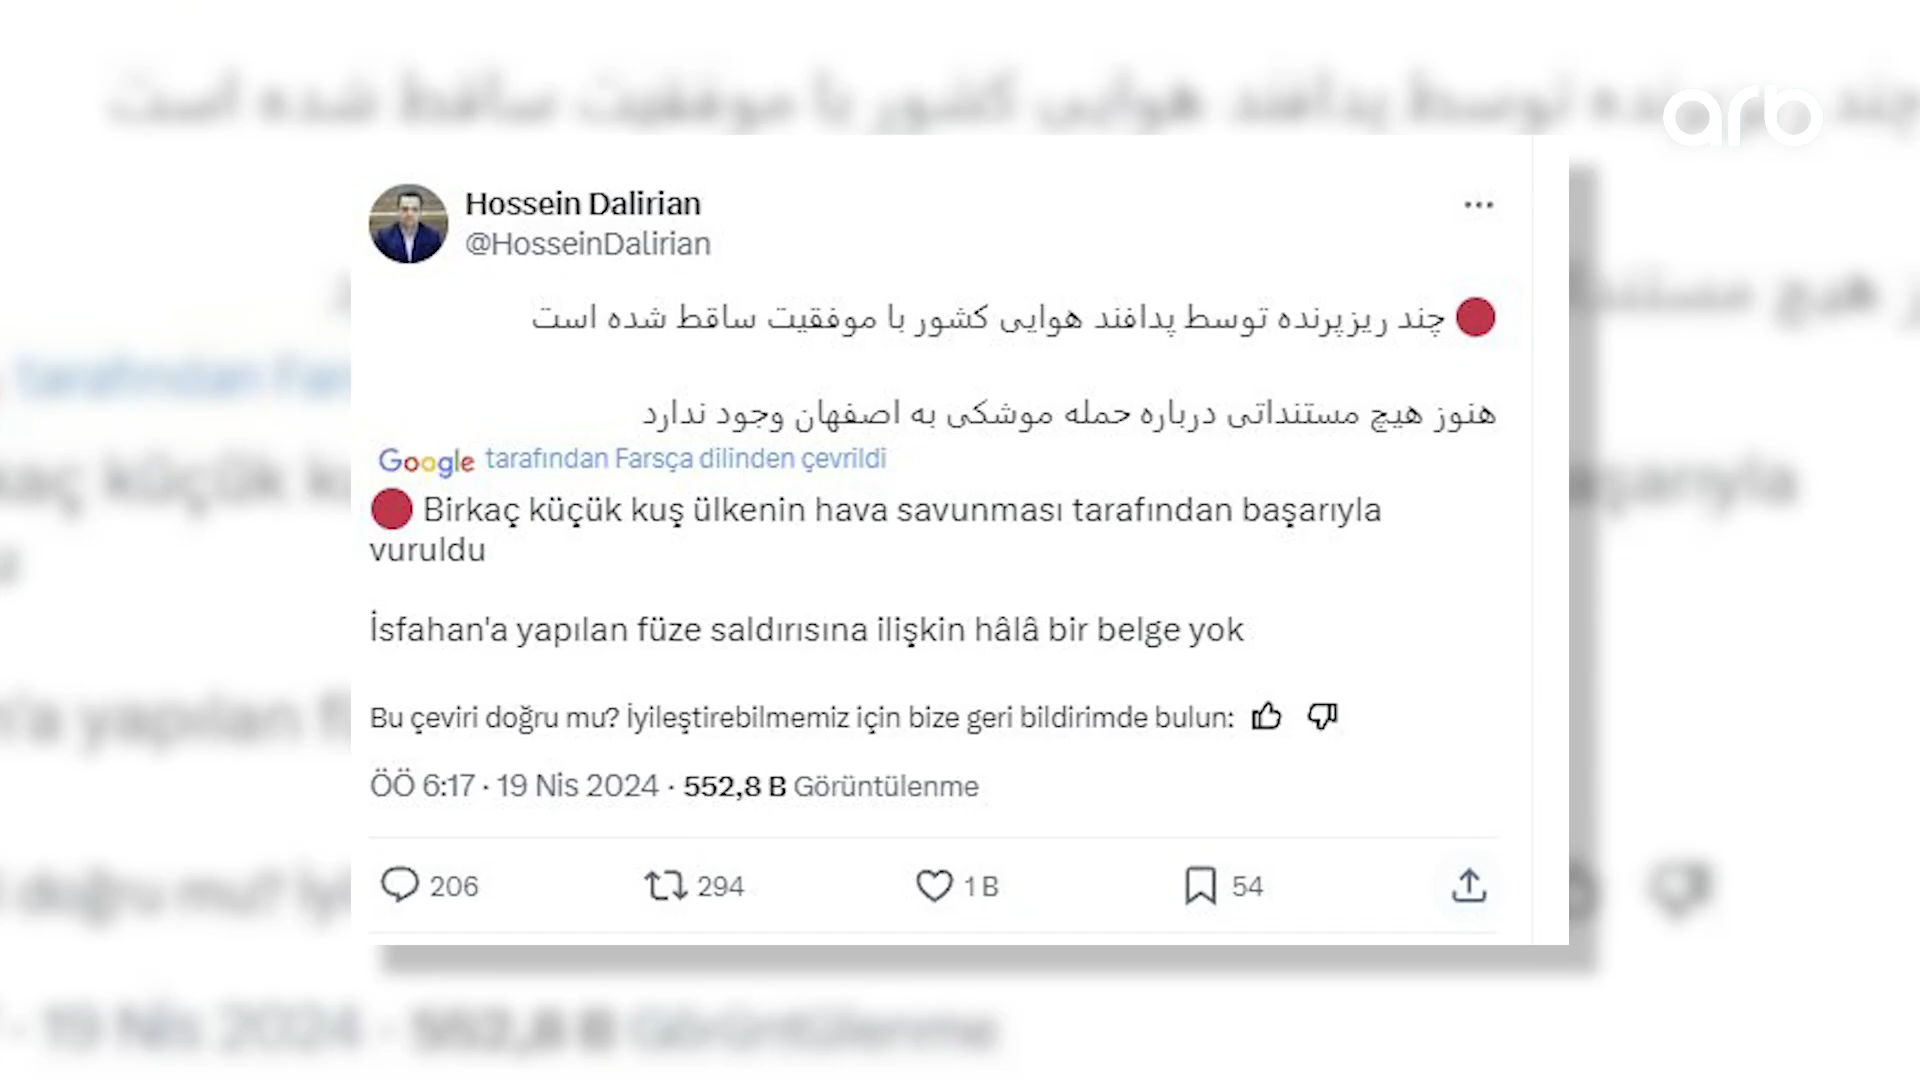 arb
Hossein Dalirian
@HosseinDalirian
چند ریزپرنده توسط پدافند هوایی کشور با موفقیت ساقط شده است
هنوز هیچ مستنداتی درباره حمله موشکی به اصفهان وجود ندارد
Google tarafından Farsça dilinden çevrildi
Birkaç küçük kuş ülkenin hava savunması tarafından başarıyla
vuruldu
İsfahan'a yapılan füze saldırısına ilişkin hâlâ bir belge yok
Bu çeviri doğru mu? İyileştirebilmemiz için bize geri bildirimde bulun:
ÖÖ 6:17 · 19 Nis 2024 · 552,8 B Görüntülenme
206 294 1 B 54